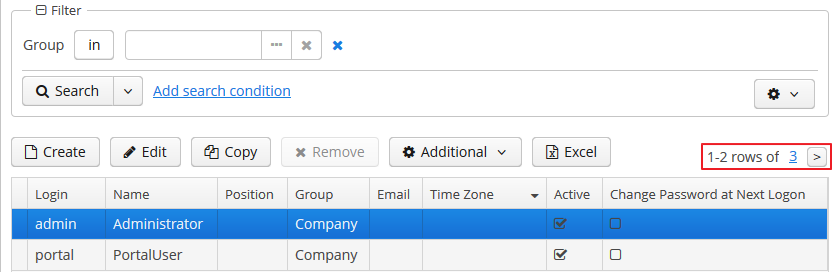 Filter
Group in
Search Add search condition
Create Edit Copy Remove Additional Excel 1-2 rows of 3 >
Login Name Position Group Email Time Zone Active Change Password at Next Logon
admin Administrator Company
portal PortalUser Company